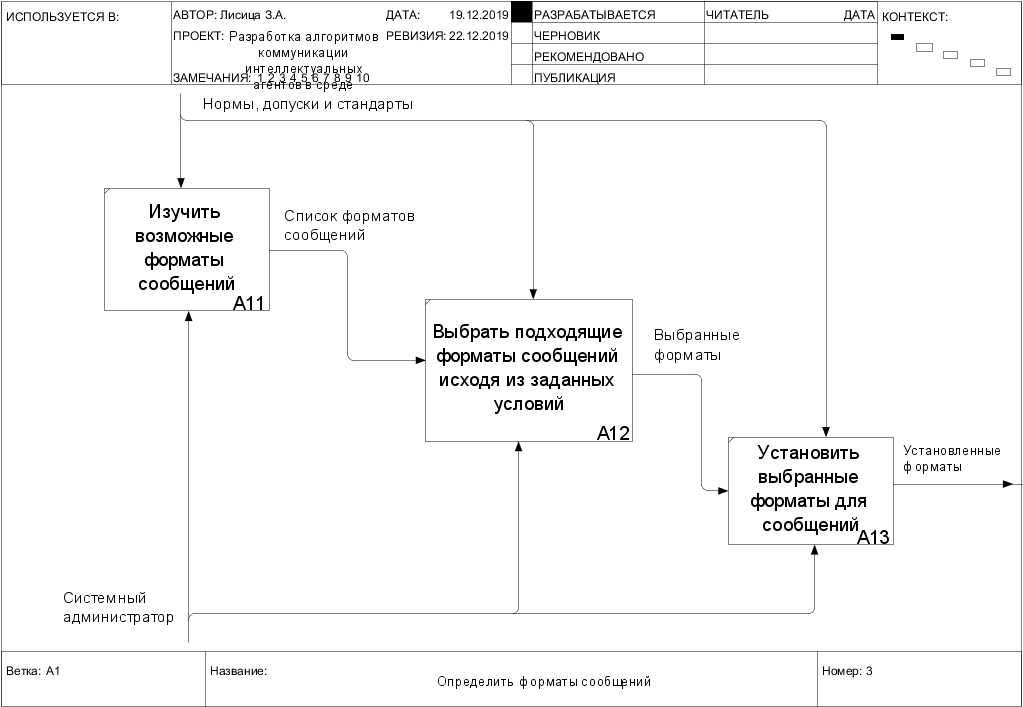 ИСПОЛЬЗУЕТСЯ В:
АВТОР: Лисица З.А.
ДАТА: 19.12.2019
РАЗРАБАТЫВАЕТСЯ
ЧИТАТЕЛЬ
ДАТА
КОНТЕКСТ:
ПРОЕКТ: Разработка алгоритмов
коммуникации
интеллектуальных
агентов в среде
РЕВИЗИЯ: 22.12.2019
ЧЕРНОВИК
РЕКОМЕНДОВАНО
ЗАМЕЧАНИЯ: 1 2 3 4 5 6 7 8 9 10
ПУБЛИКАЦИЯ
Нормы, допуски и стандарты
Изучить
возможные
форматы
сообщений
A11
Список форматов
сообщений
Выбрать подходящие
форматы сообщений
исходя из заданных
условий
A12
Выбранные
форматы
Установить
выбранные
форматы для
сообщений
A13
Установленные
форматы
Системный
администратор
Ветка: A1
Название:
Определить форматы сообщений
Номер: 3